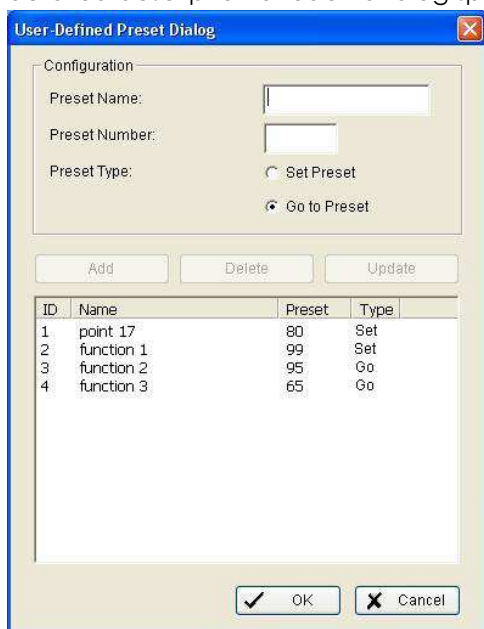 User-Defined Preset Dialog
Configuration
Preset Name:
Preset Number:
Preset Type:
Set Preset
Go to Preset
Add Delete Update
ID Name Preset Type
1 point 17 80 Set
2 function 1 99 Set
3 function 2 95 Go
4 function 3 65 Go
OK Cancel